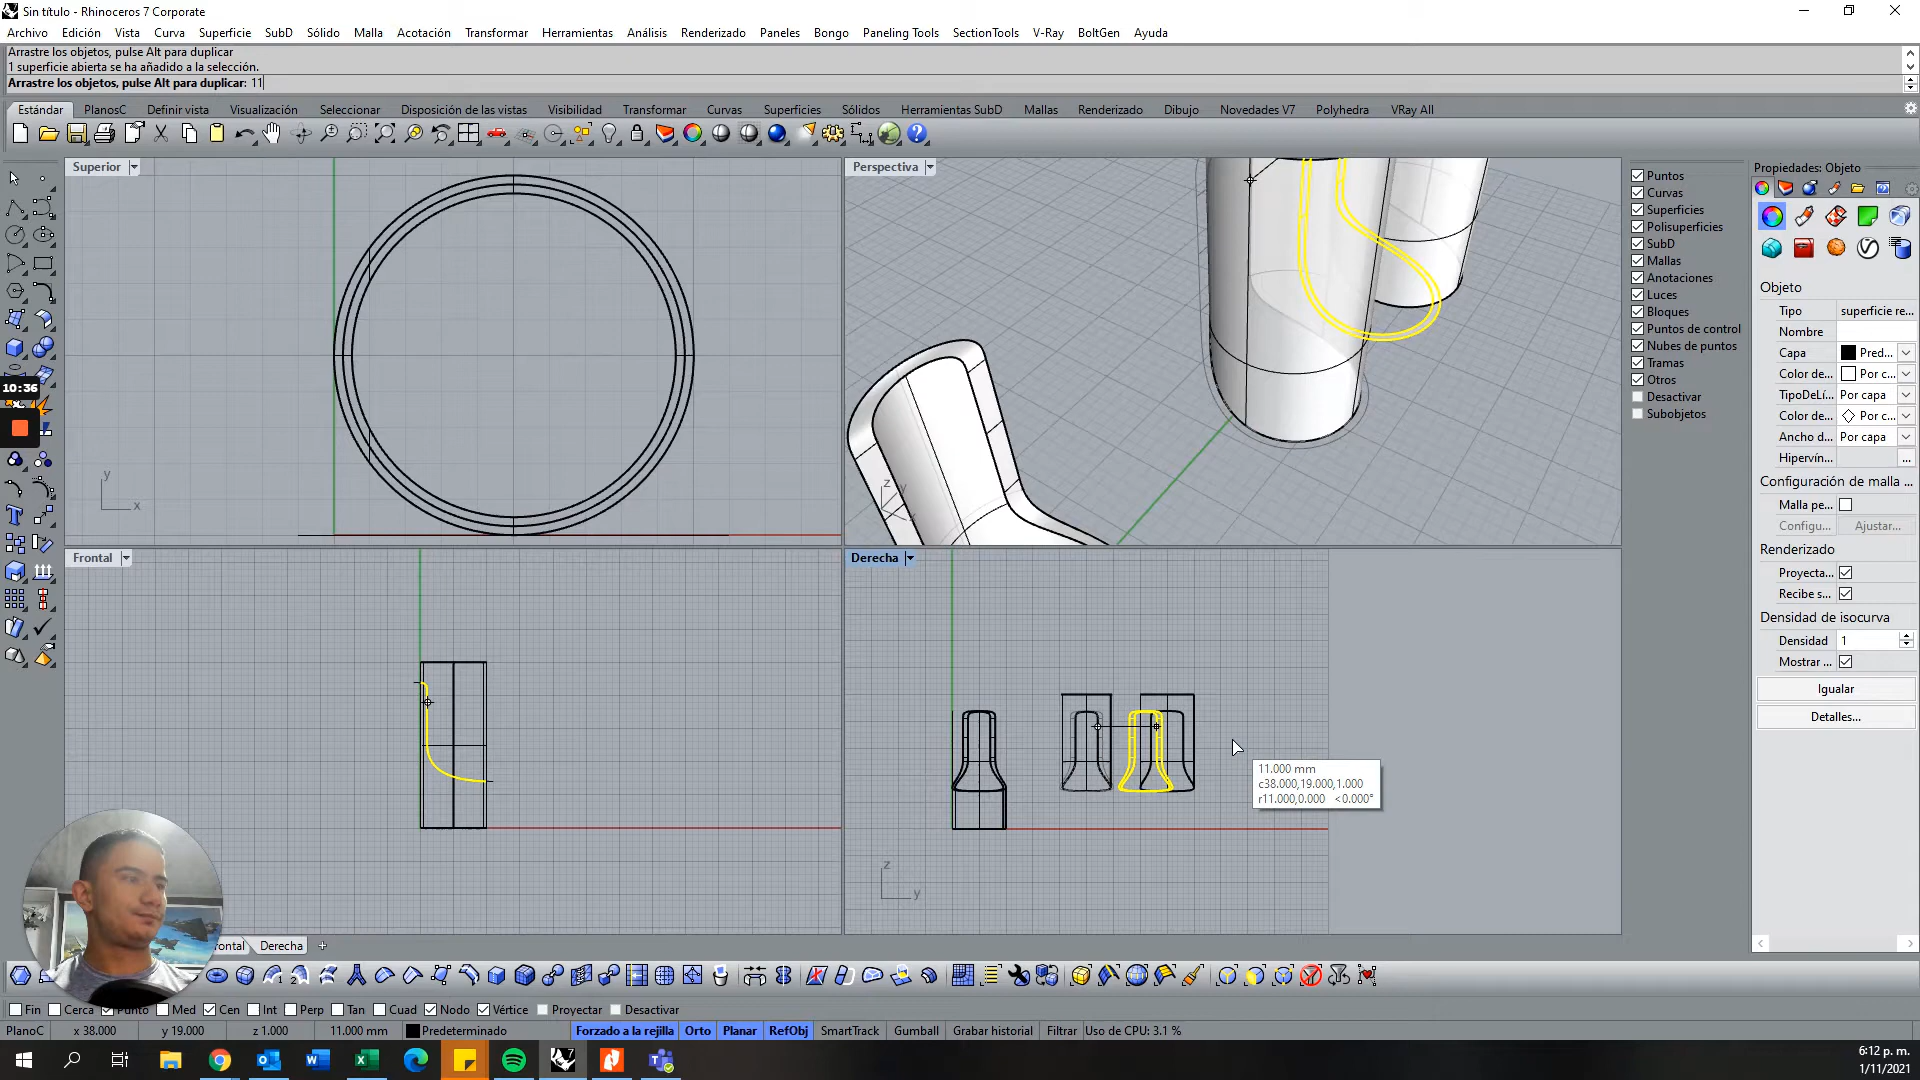 Sin título - Rhinoceros 7 Corporate
Archivo Edición Vista Curva Superficie SubD Sólido Malla Acotación Transformar Herramientas Análisis Renderizado Paneles Bongo Paneling Tools SectionTools V-Ray BoltGen Ayuda
Arrastre los objetos, pulse Alt para duplicar
1 superficie abierta se ha añadido a la selección.
Arrastre los objetos, pulse Alt para duplicar: 11
Estándar PlanosC Definir vista Visualización Seleccionar Disposición de las vistas Visibilidad Transformar Curvas Superficies Sólidos Herramientas SubD Mallas Renderizado Dibujo Novedades V7 Polyhedra VRay All
Superior
y
x
Perspectiva
z
y
x
Frontal
Derecha
z
y
11.000 mm
c38.000,19.000,1.000
r11.000,0.000 <0.000°
10:36
Puntos
Curvas
Superficies
Polisuperficies
SubD
Mallas
Anotaciones
Luces
Bloques
Puntos de control
Nubes de puntos
Tramas
Otros
Desactivar
Subobjetos
Propiedades: Objeto
Objeto
Tipo superficie re...
Nombre
Capa Pred...
Color de... Por c...
TipoDeLí... Por capa
Color de... Por c...
Ancho d... Por capa
Hipervín... ...
Configuración de malla ...
Malla pe...
Configu... Ajustar...
Renderizado
Proyecta...
Recibe s...
Densidad de isocurva
Densidad 1
Mostrar ...
Igualar
Detalles...
rontal Derecha
Fin Cerca Punto Med Cen Int Perp Tan Cuad Nodo Vértice Proyectar Desactivar
PlanoC x 38.000 y 19.000 z 1.000 11.000 mm Predeterminado Forzado a la rejilla Orto Planar RefObj SmartTrack Gumball Grabar historial Filtrar Uso de CPU: 3.1 %
6:12 p. m.
1/11/2021